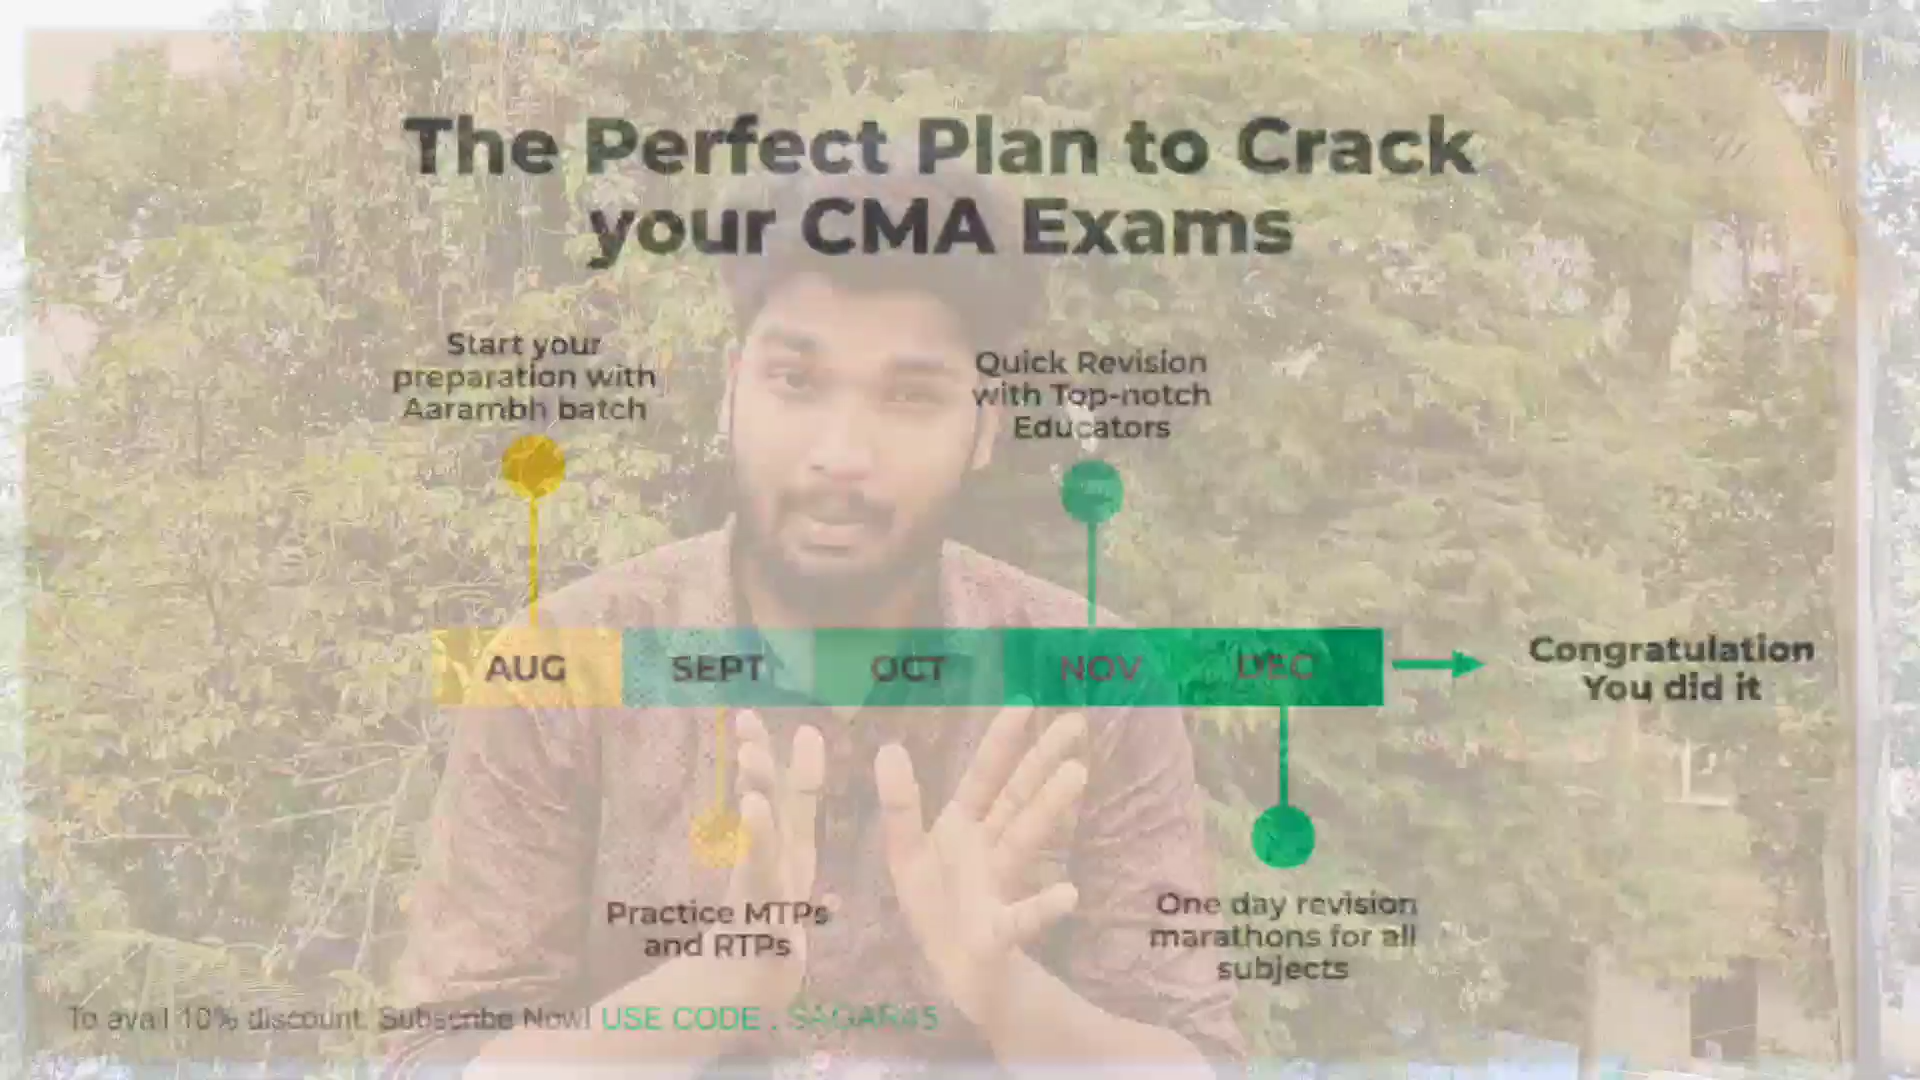 The Perfect Plan to Crack
your CMA Exams
Start your
preparation with
Aarambh batch
Quick Revision
with Top-notch
Educators
AUG
SEPT
OCT
NOV
DEC
Congratulation
You did it
Practice MTPs
and RTPs
One day revision
marathons for all
subjects
To avail 10% discount. Subscribe Now! USE CODE : SAGAR45